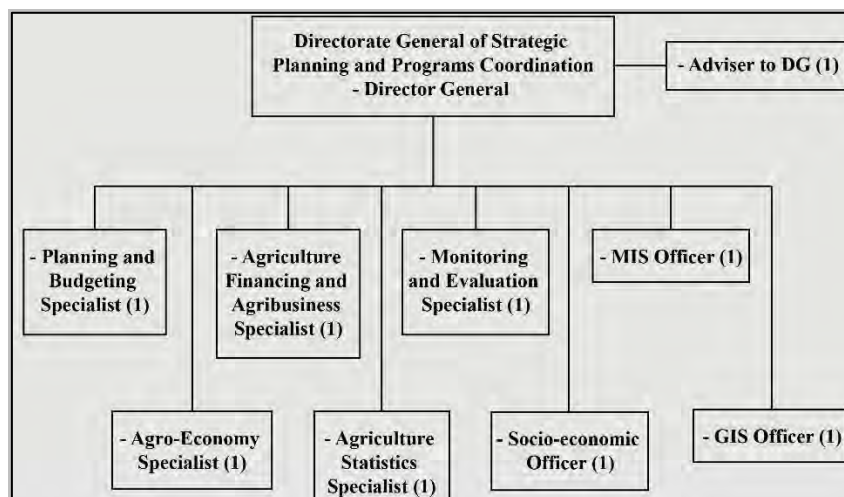 Directorate General of Strategic
Planning and Programs Coordination
- Director General
- Adviser to DG (1)
- Planning and
Budgeting
Specialist (1)
- Agriculture
Financing and
Agribusiness
Specialist (1)
- Monitoring
and Evaluation
Specialist (1)
- MIS Officer (1)
- Agro-Economy
Specialist (1)
- Agriculture
Statistics
Specialist (1)
- Socio-economic
Officer (1)
- GIS Officer (1)